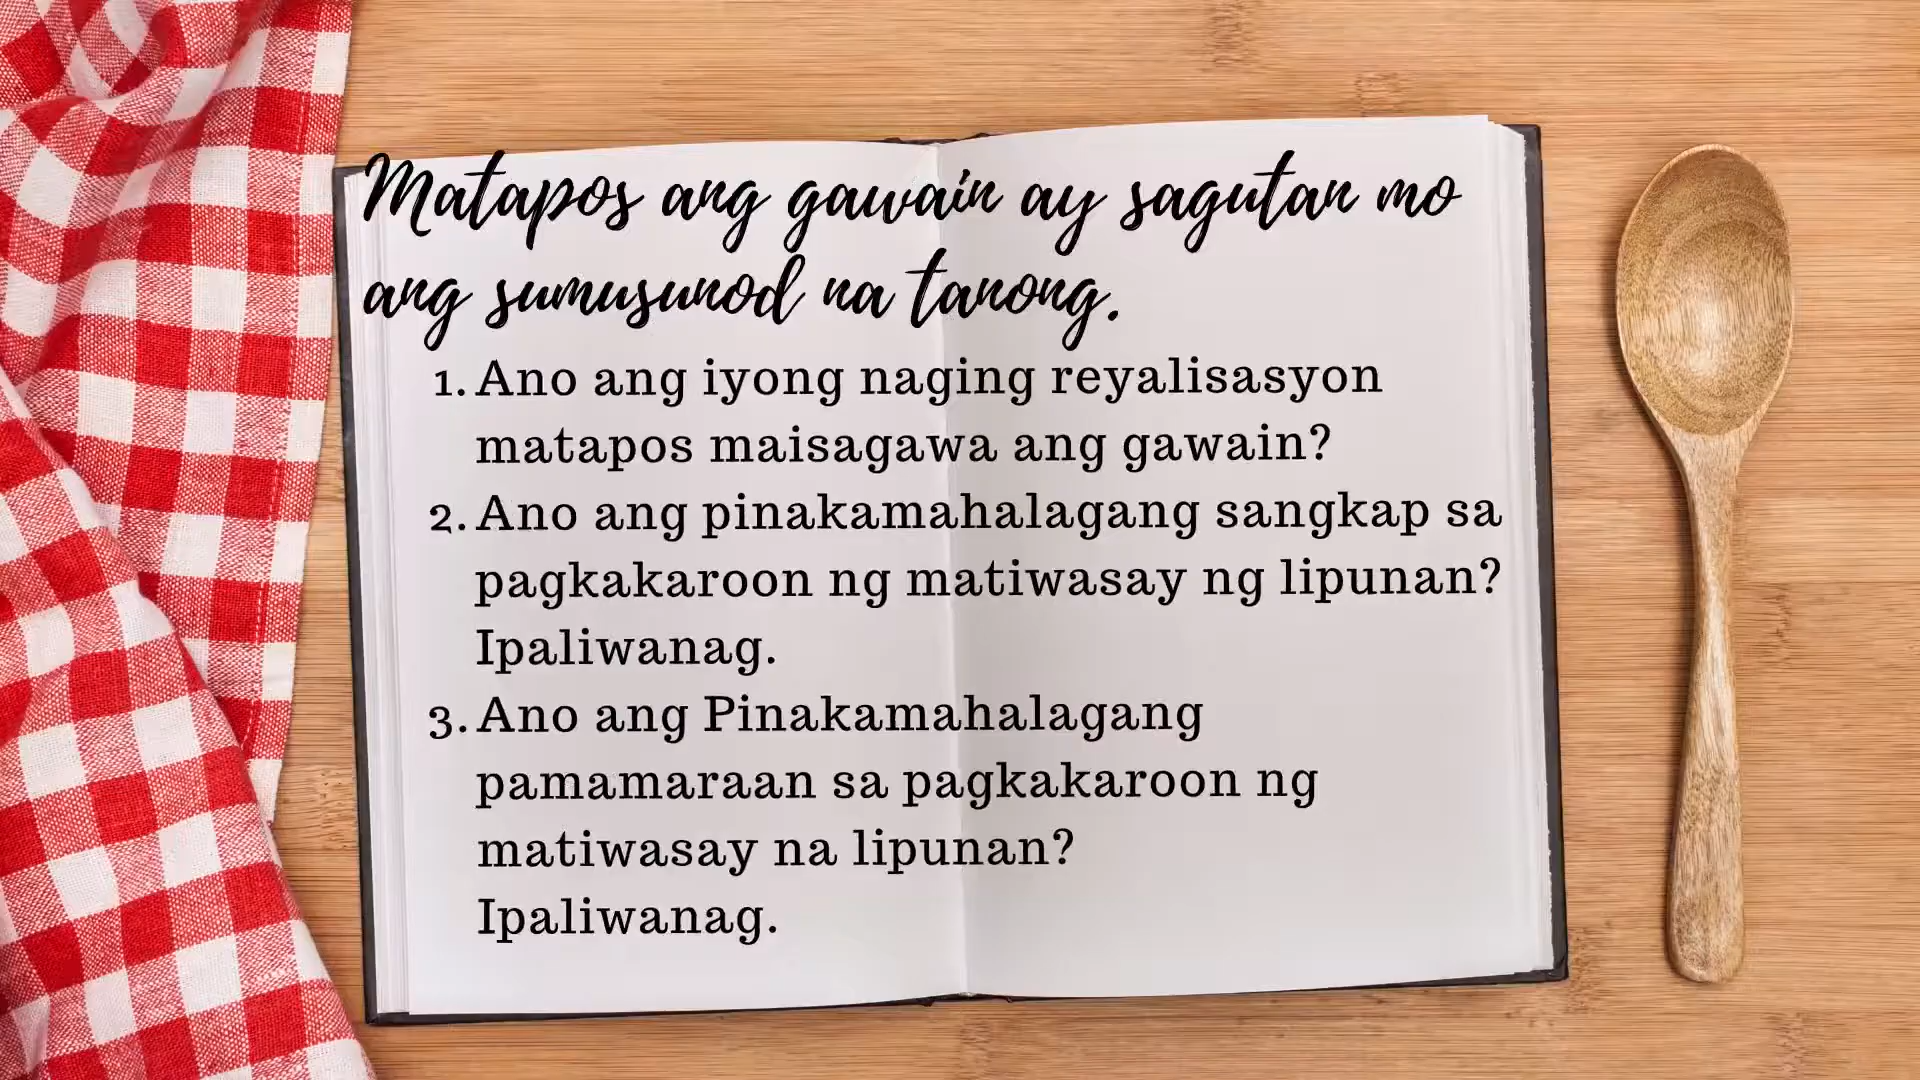 Matapos ang gawain ay sagutan mo
ang sumusunod na tanong.
1. Ano ang iyong naging reyalisasyon
matapos maisagawa ang gawain?
2. Ano ang pinakamahalagang sangkap sa
pagkakaroon ng matiwasay ng lipunan?
Ipaliwanag.
3. Ano ang Pinakamahalagang
pamamaraan sa pagkakaroon ng
matiwasay na lipunan?
Ipaliwanag.